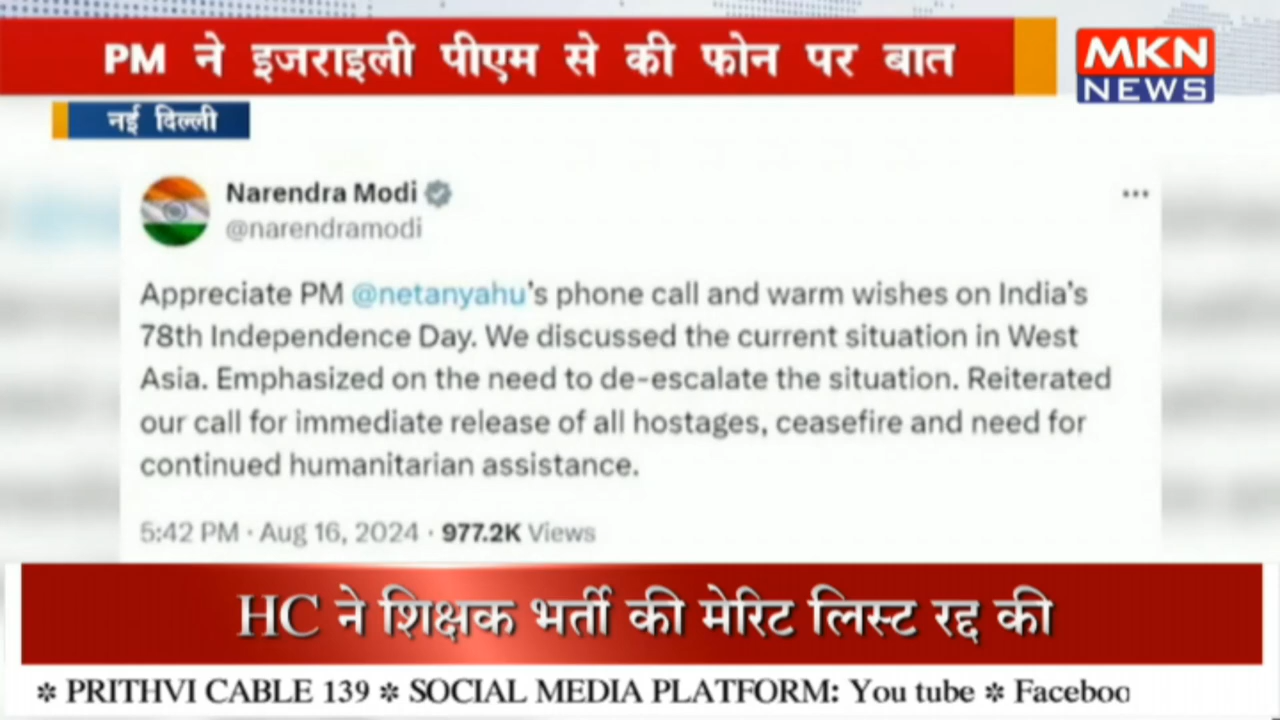 PM ने इजराइली पीएम से की फोन पर बात
MKN
NEWS
नई दिल्ली
Narendra Modi
@narendramodi
Appreciate PM @netanyahu's phone call and warm wishes on India's
78th Independence Day. We discussed the current situation in West
Asia. Emphasized on the need to de-escalate the situation. Reiterated
our call for immediate release of all hostages, ceasefire and need for
continued humanitarian assistance.
5:42 PM · Aug 16, 2024 · 977.2K Views
HC ने शिक्षक भर्ती की मेरिट लिस्ट रद्द की
✲ PRITHVI CABLE 139 ✲ SOCIAL MEDIA PLATFORM: You tube ✲ Faceboo